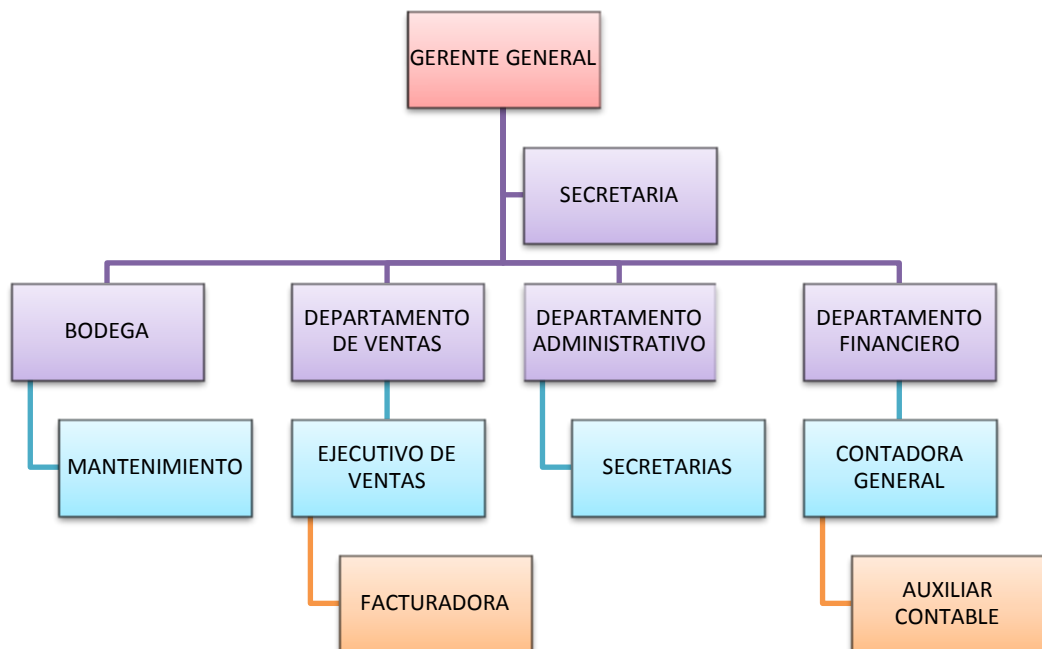 GERENTE GENERAL
SECRETARIA
BODEGA
DEPARTAMENTO
DE VENTAS
DEPARTAMENTO
ADMINISTRATIVO
DEPARTAMENTO
FINANCIERO
MANTENIMIENTO
EJECUTIVO DE
VENTAS
SECRETARIAS
CONTADORA
GENERAL
FACTURADORA
AUXILIAR
CONTABLE